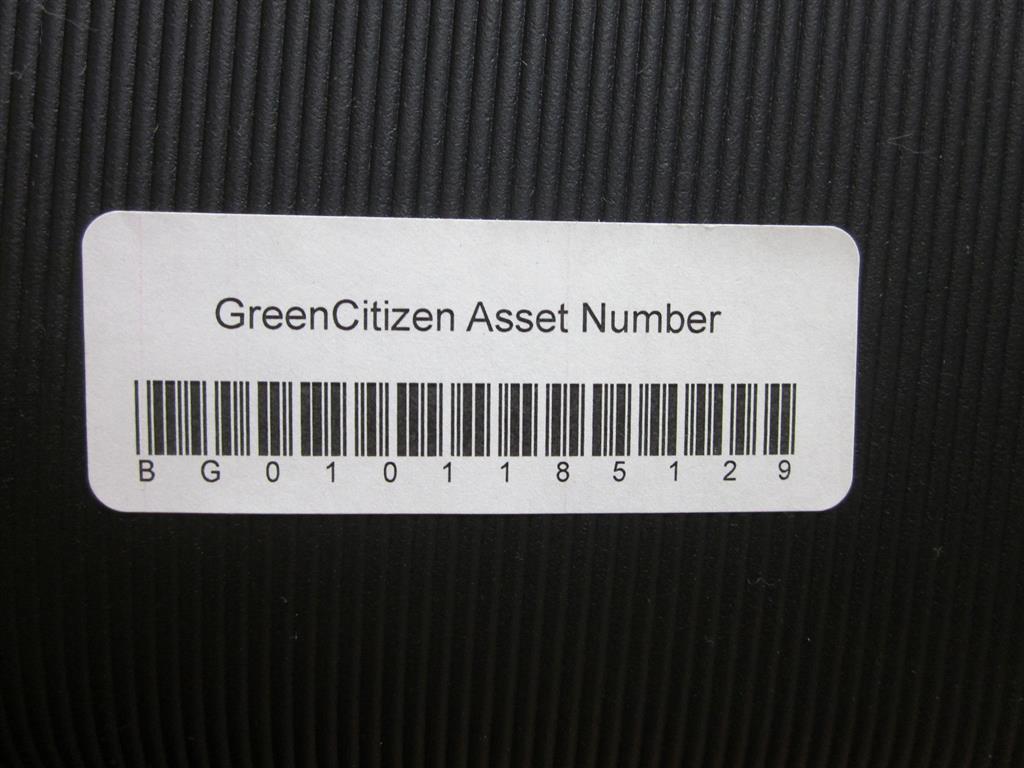 GreenCitizen Asset Number
B G 0 1 0 1 1 8 5 1 2 9